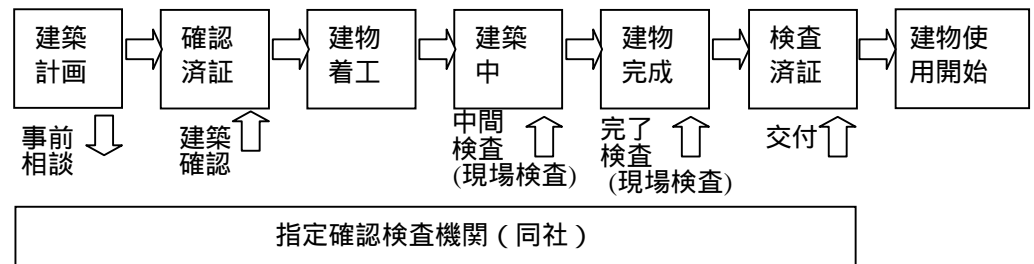 建築
計画
確認
済証
建物
着工
建築
中
建物
完成
検査
済証
建物使
用開始
事前
相談
建築
確認
中間
検査
(現場検査)
完了
検査
(現場検査)
交付
指定確認検査機関(同社)